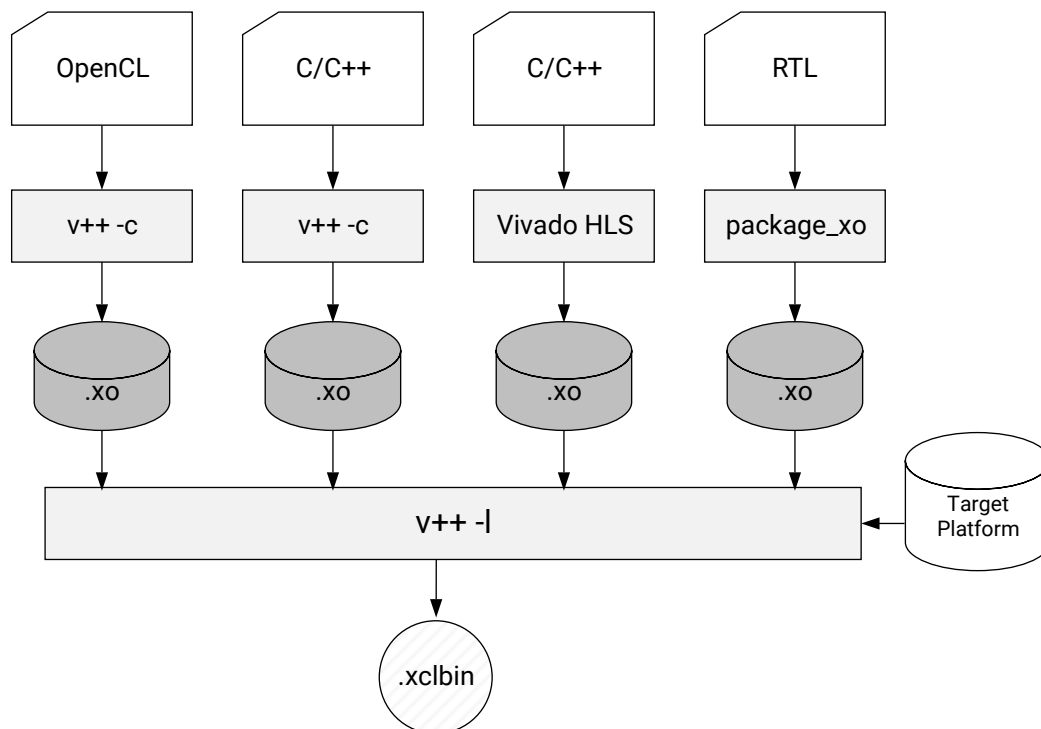 OpenCL
C/C++
C/C++
RTL
v++ -c
v++ -c
Vivado HLS
package_xo
.xo
.xo
.xo
.xo
v++ -l
Target
Platform
.xclbin